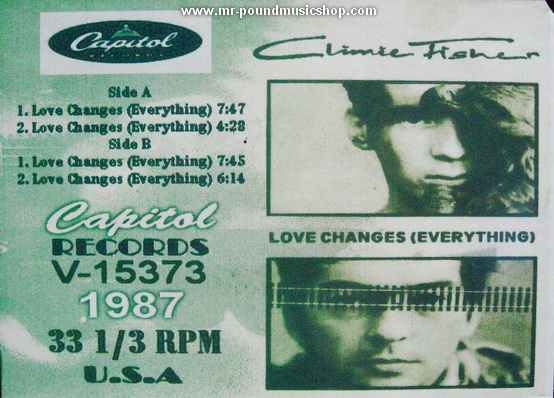 www.mr-poundmusicshop.com
Capitol
RECORDS
Climie Fisher
Side A
1. Love Changes (Everything) 7:47
2. Love Changes (Everything) 4:28
Side B
1. Love Changes (Everything) 7:45
2. Love Changes (Everything) 6:14
Capitol
RECORDS
V-15373
1987
33 1/3 RPM
U.S.A
LOVE CHANGES (EVERYTHING)